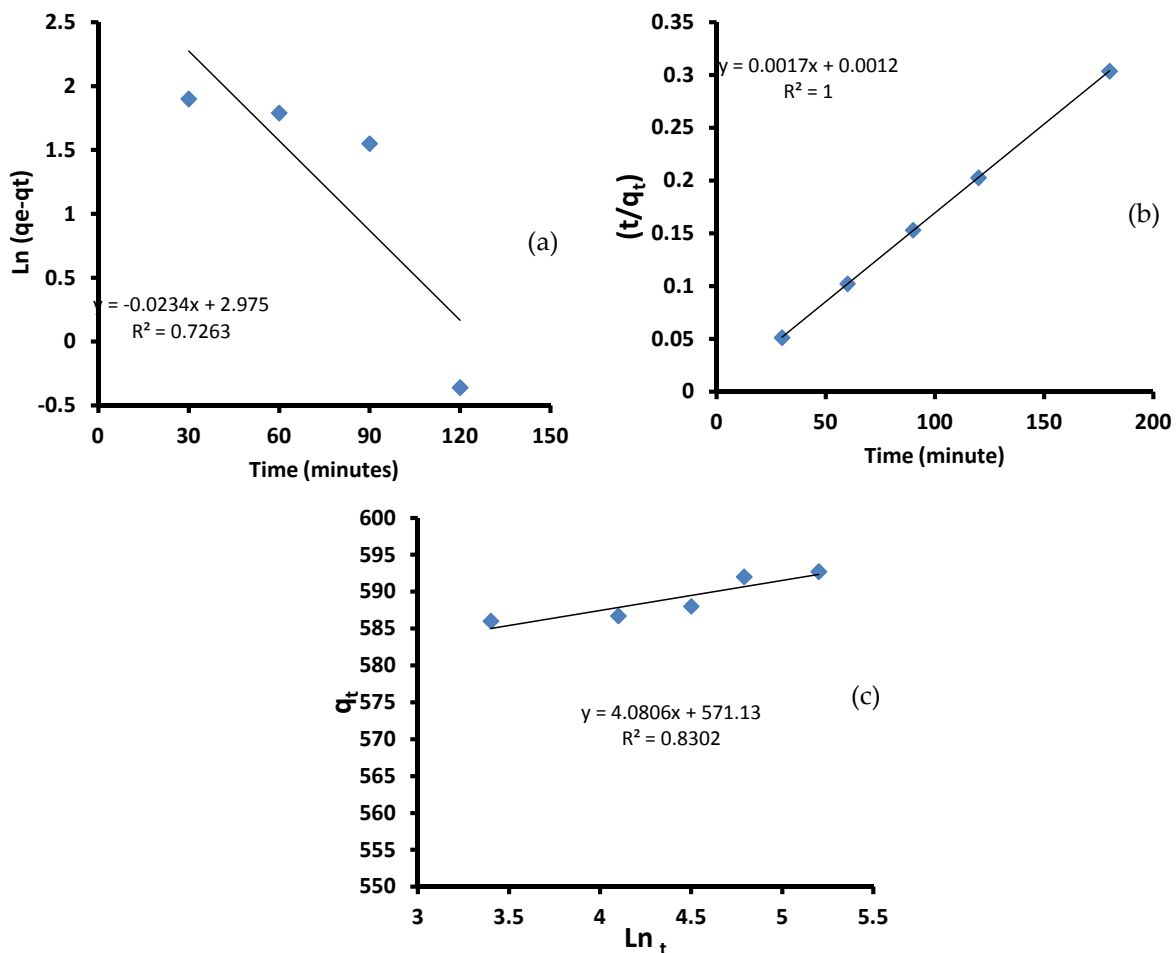 2.5
2
1.5
1
0.5
0
-0.5
Ln (qe-qt)
y = -0.0234x + 2.975
R² = 0.7263
(a)
0 30 60 90 120 150
Time (minutes)
0.35
0.3
0.25
0.2
0.15
0.1
0.05
0
(t/qₜ)
y = 0.0017x + 0.0012
R² = 1
(b)
0 50 100 150 200
Time (minute)
600
595
590
585
580
575
570
565
560
555
550
qₜ
y = 4.0806x + 571.13
R² = 0.8302
(c)
3 3.5 4 4.5 5 5.5
Ln ₜ